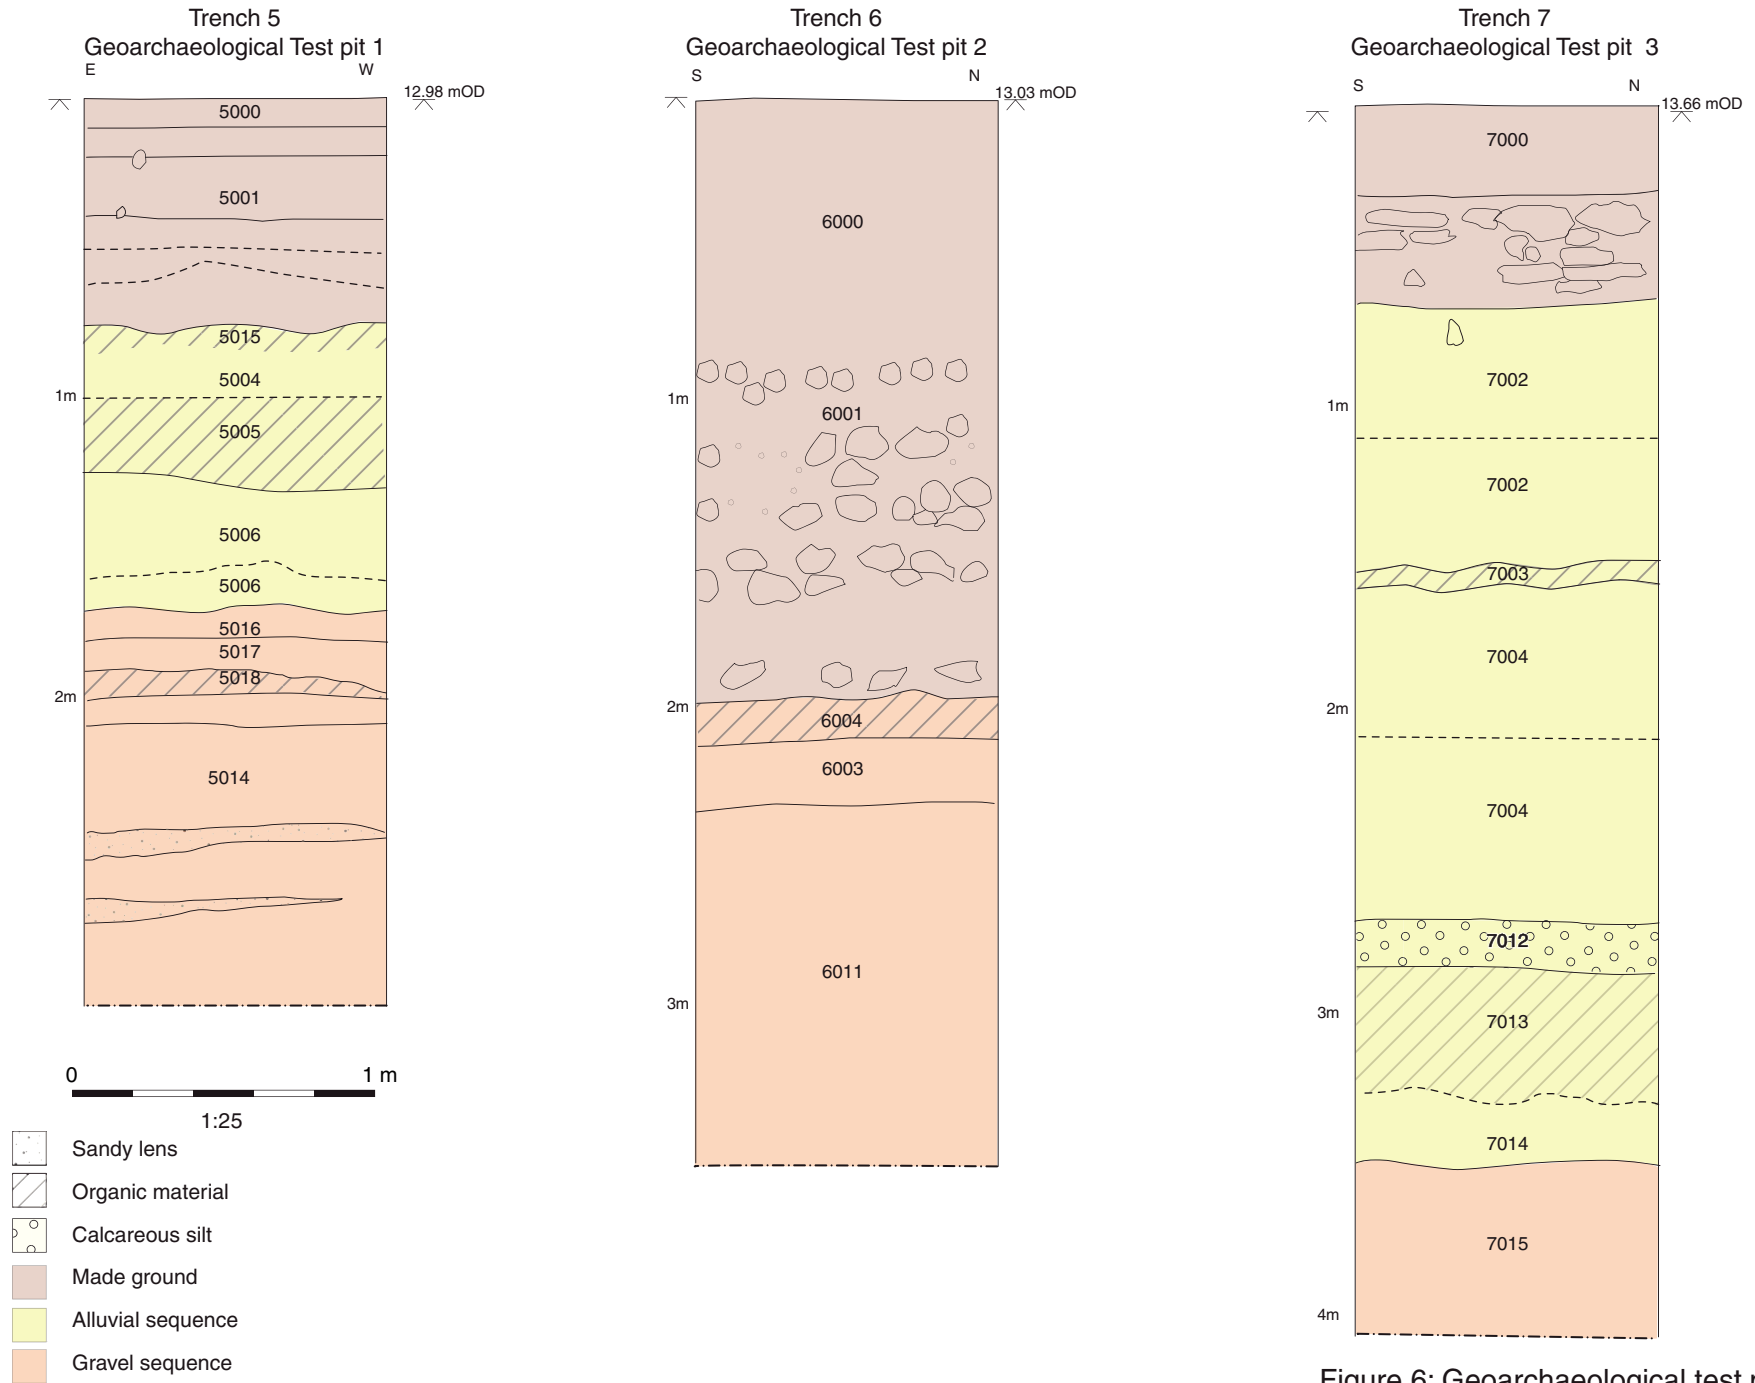 Trench 5
Geoarchaeological Test pit 1
E W
12.98 mOD
5000
5001
5015
5004
1m
5005
5006
5006
5016
5017
5018
2m
5014
0 1 m
1:25
Sandy lens
Organic material
Calcareous silt
Made ground
Alluvial sequence
Gravel sequence
Trench 6
Geoarchaeological Test pit 2
S N
13.03 mOD
6000
1m
6001
2m
6004
6003
6011
3m
Trench 7
Geoarchaeological Test pit 3
S N
13.66 mOD
7000
7002
1m
7002
7003
7004
2m
7004
7012
3m
7013
7014
7015
4m
Figure 6: Geoarchaeological test